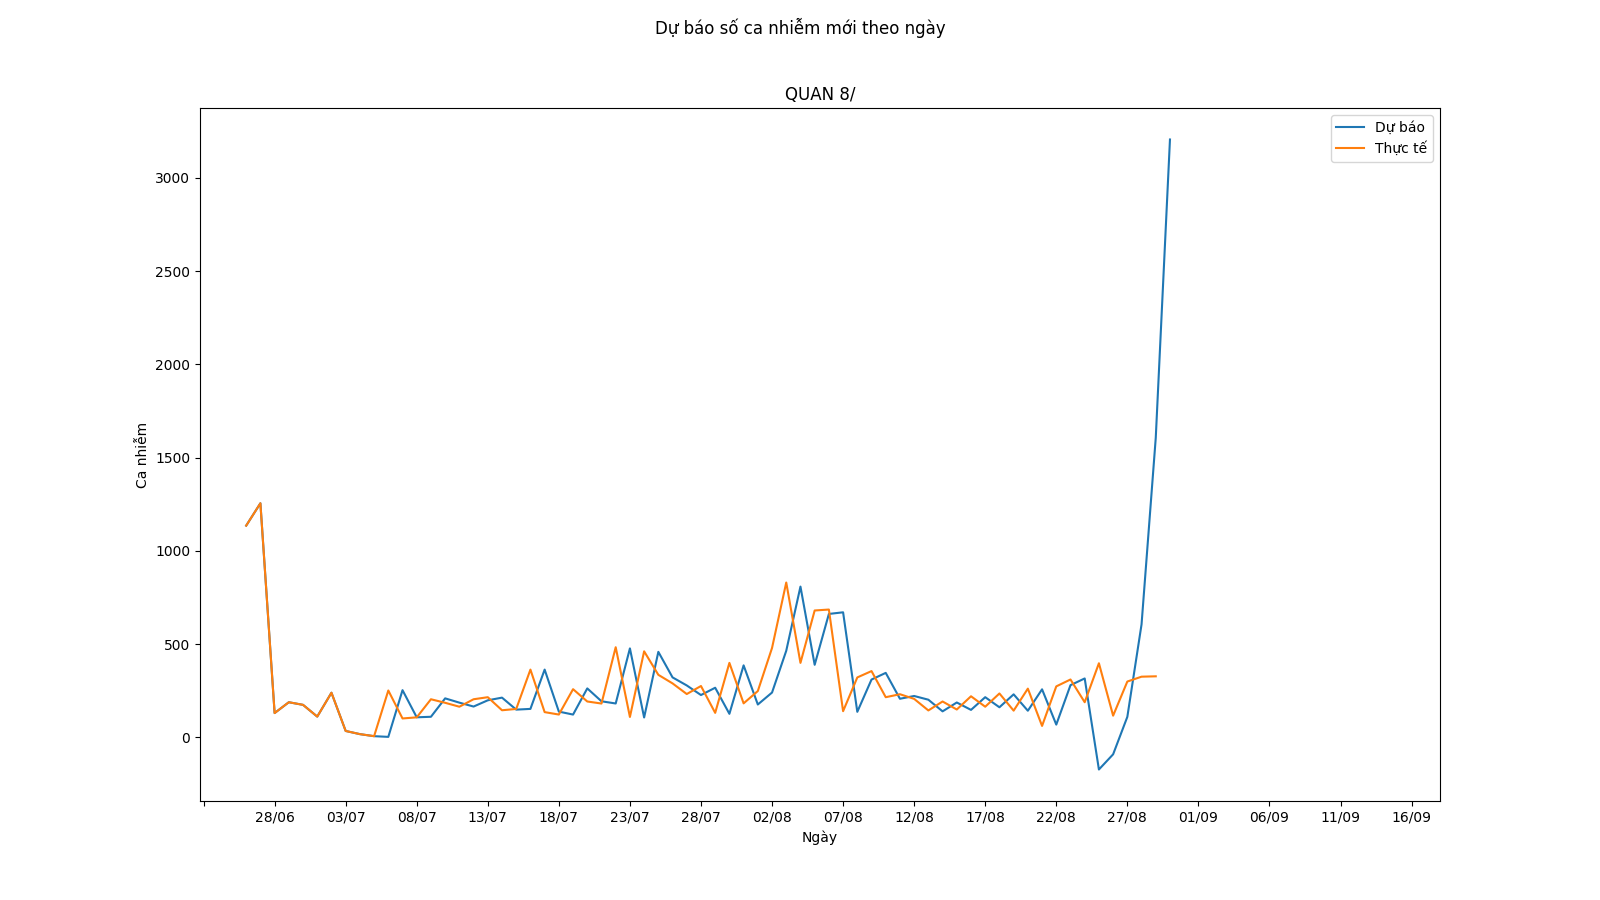 Dự báo số ca nhiễm mới theo ngày
QUAN 8/
Dự báo
Thực tế
3000
2500
2000
1500
1000
500
0
Ca nhiễm
28/06 03/07 08/07 13/07 18/07 23/07 28/07 02/08 07/08 12/08 17/08 22/08 27/08 01/09 06/09 11/09 16/09
Ngày